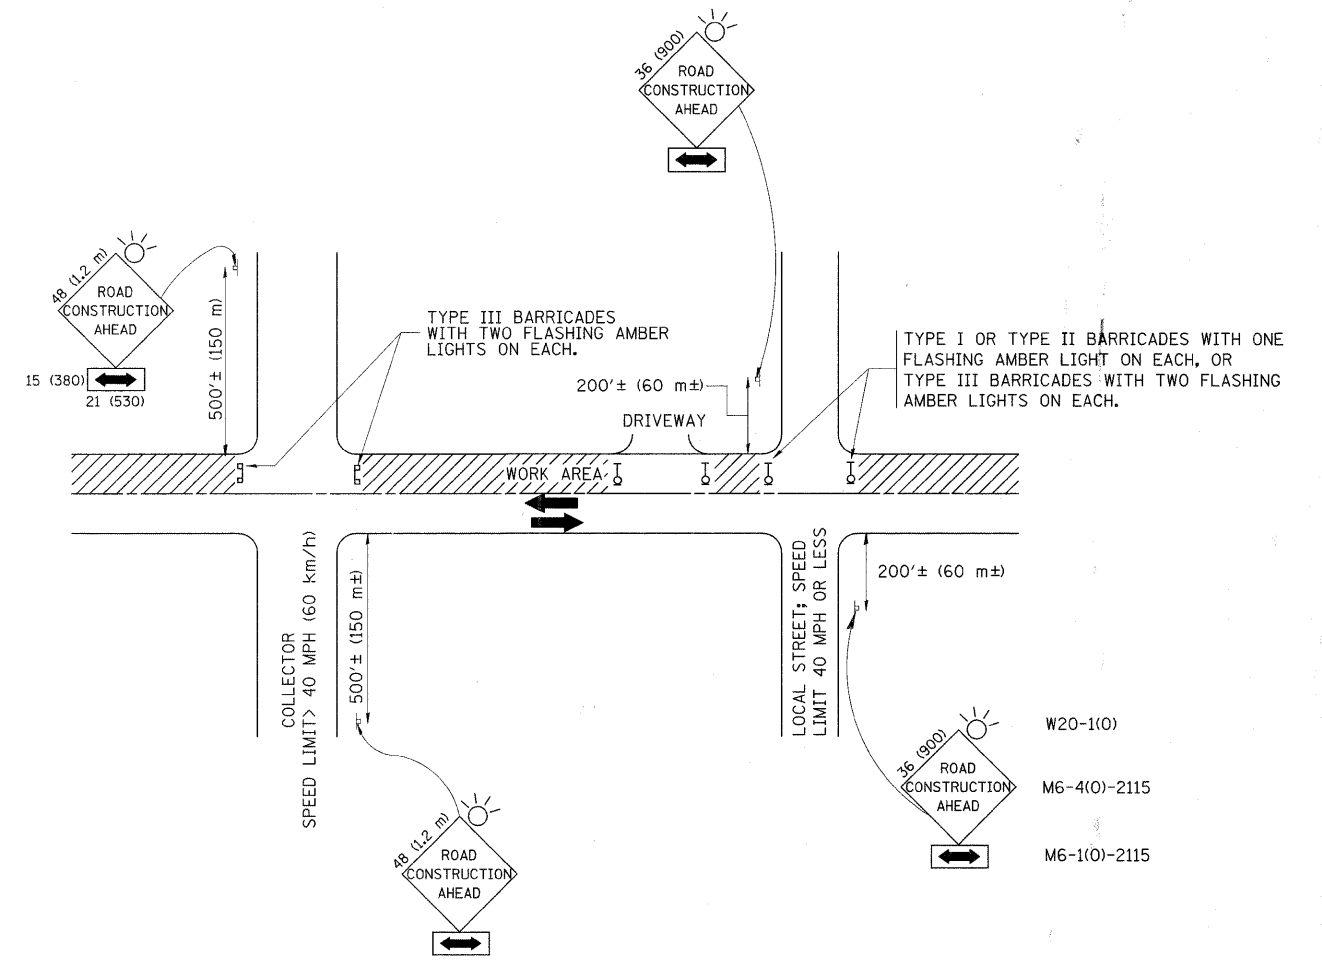 36 (900)
ROAD
CONSTRUCTION
AHEAD
48 (1.2 m)
ROAD
CONSTRUCTION
AHEAD
15 (380)
21 (530)
500'± (150 m)
TYPE III BARRICADES
WITH TWO FLASHING AMBER
LIGHTS ON EACH.
TYPE I OR TYPE II BARRICADES WITH ONE
FLASHING AMBER LIGHT ON EACH, OR
TYPE III BARRICADES WITH TWO FLASHING
AMBER LIGHTS ON EACH.
200'± (60 m±)
DRIVEWAY
WORK AREA
COLLECTOR
SPEED LIMIT> 40 MPH (60 km/h)
500'± (150 m±)
LOCAL STREET; SPEED
LIMIT 40 MPH OR LESS
200'± (60 m±)
36 (900)
ROAD
CONSTRUCTION
AHEAD
W20-1(O)
M6-4(O)-2115
M6-1(O)-2115
48 (1.2 m)
ROAD
CONSTRUCTION
AHEAD